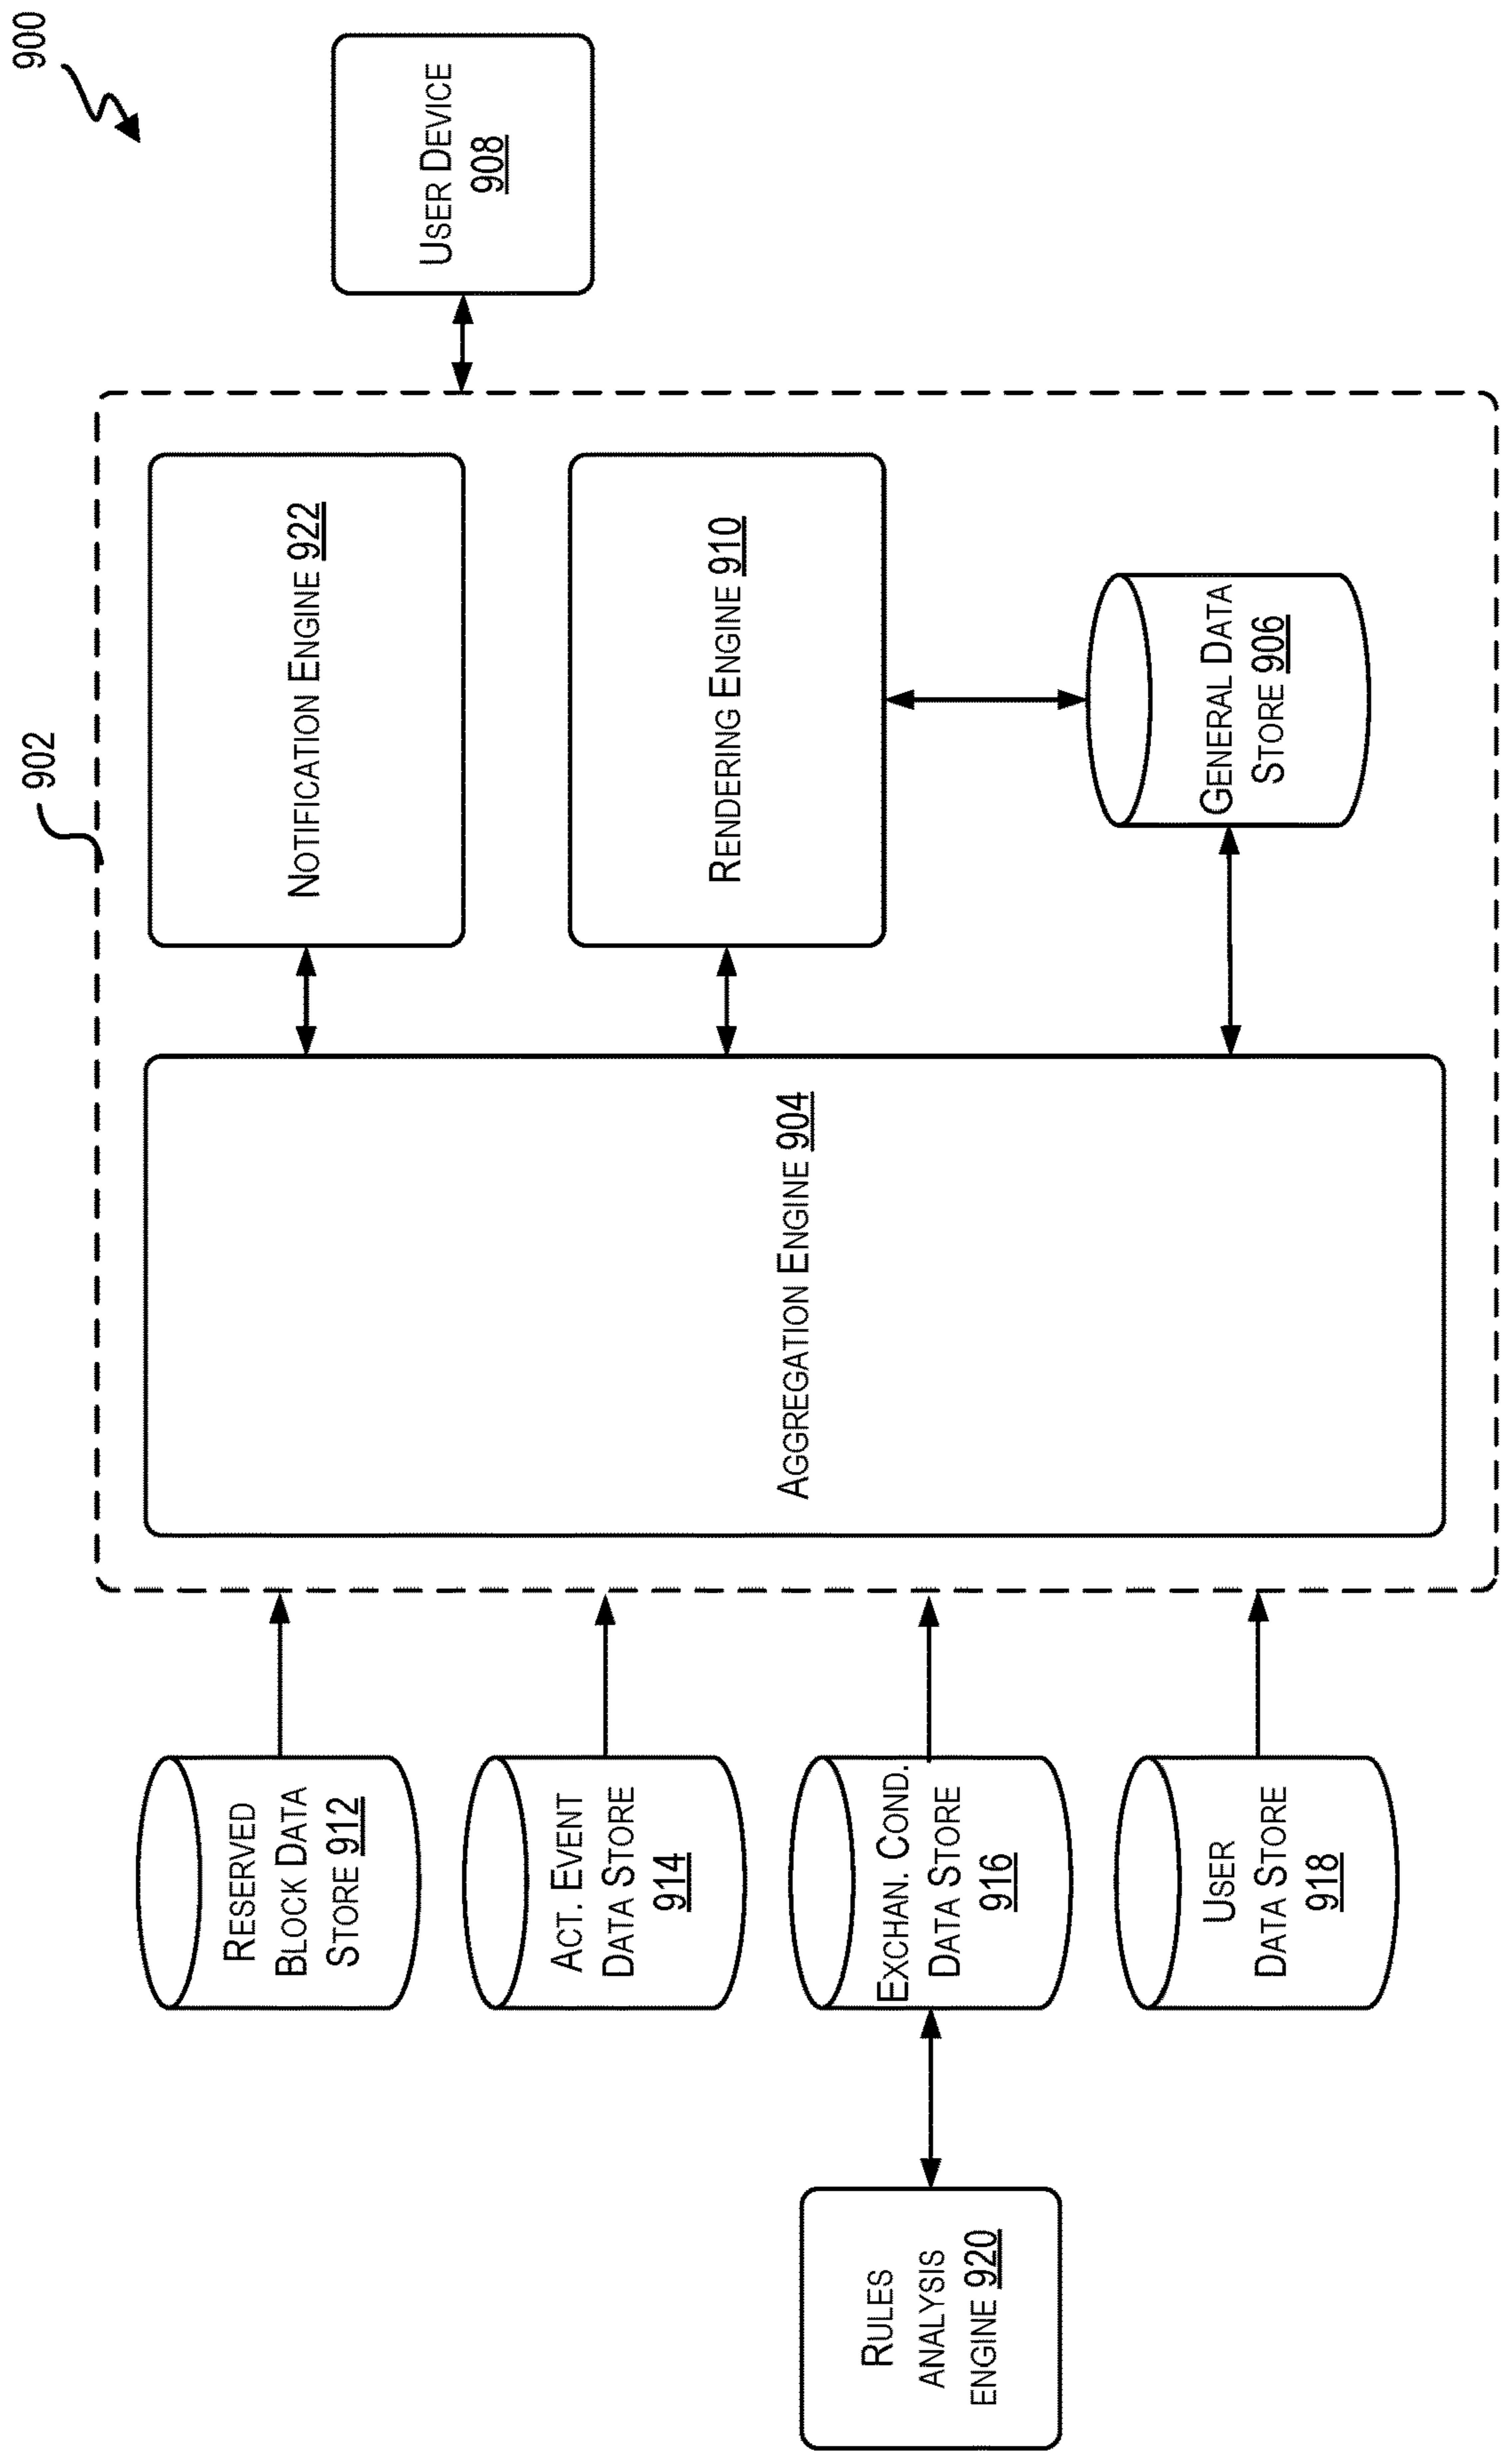 900
902
RULES
ANALYSIS
ENGINE 920
RESERVED
BLOCK DATA
STORE 912
ACT. EVENT
DATA STORE
914
EXCHAN. COND.
DATA STORE
916
USER
DATA STORE
918
AGGREGATION ENGINE 904
NOTIFICATION ENGINE 922
RENDERING ENGINE 910
GENERAL DATA
STORE 906
USER DEVICE
908